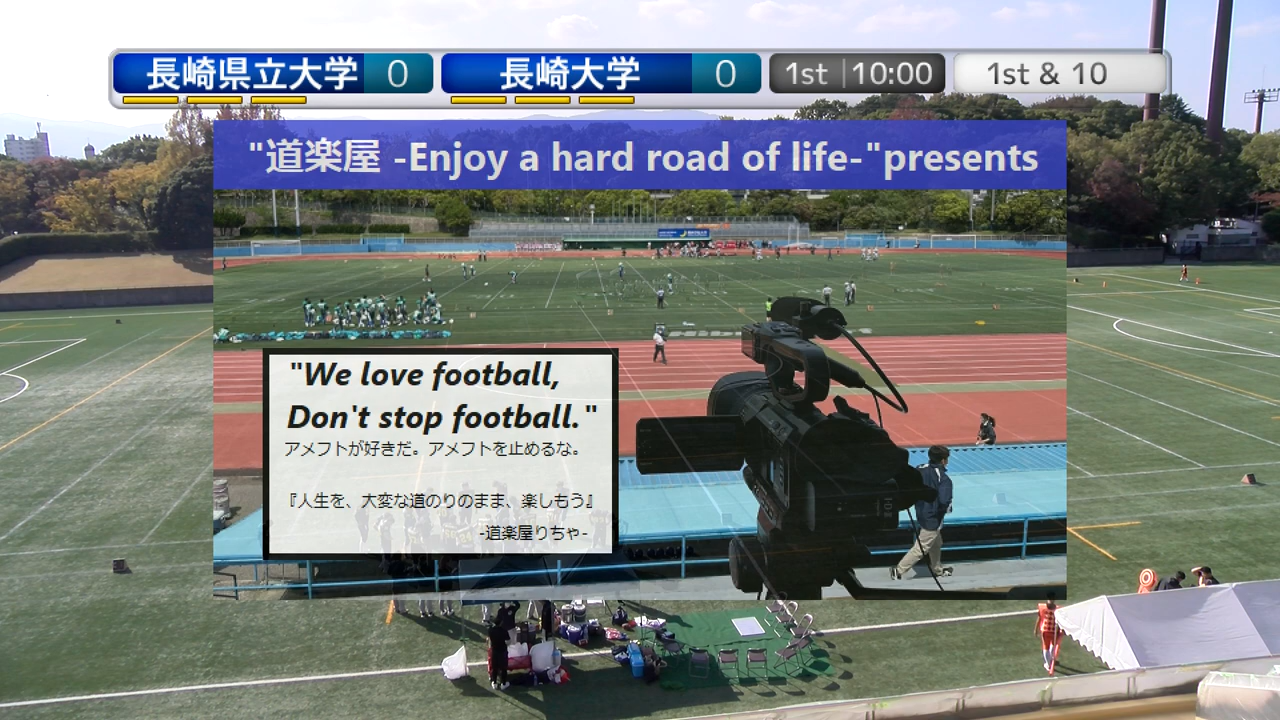 長崎県立大学 0 長崎大学 0 1st 10:00 1st & 10
"道楽屋 -Enjoy a hard road of life-"presents
"We love football,
Don't stop football."
アメフトが好きだ。アメフトを止めるな。
『人生を、大変な道のりのまま、楽しもう』
-道楽屋りちゃ-